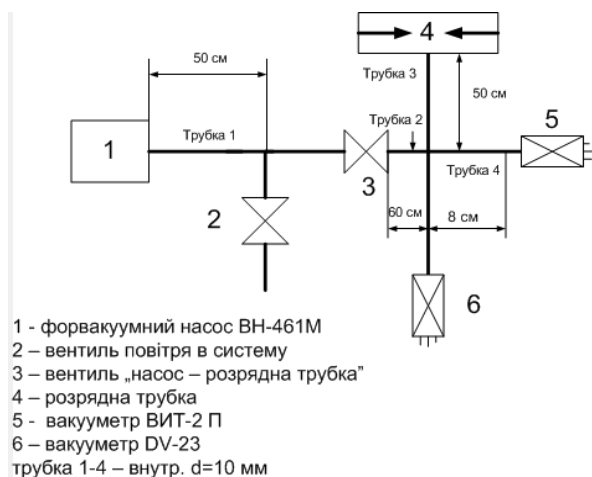 4
50 см
Трубка 3
50 см
Трубка 2
5
Трубка 1
1
3
Трубка 4
60 см
8 см
2
6
1 - форвакуумний насос ВН-461М
2 – вентиль повітря в систему
3 – вентиль „насос – розрядна трубка”
4 – розрядна трубка
5 - вакууметр ВИТ-2 П
6 – вакууметр DV-23
трубка 1-4 – внутр. d=10 мм